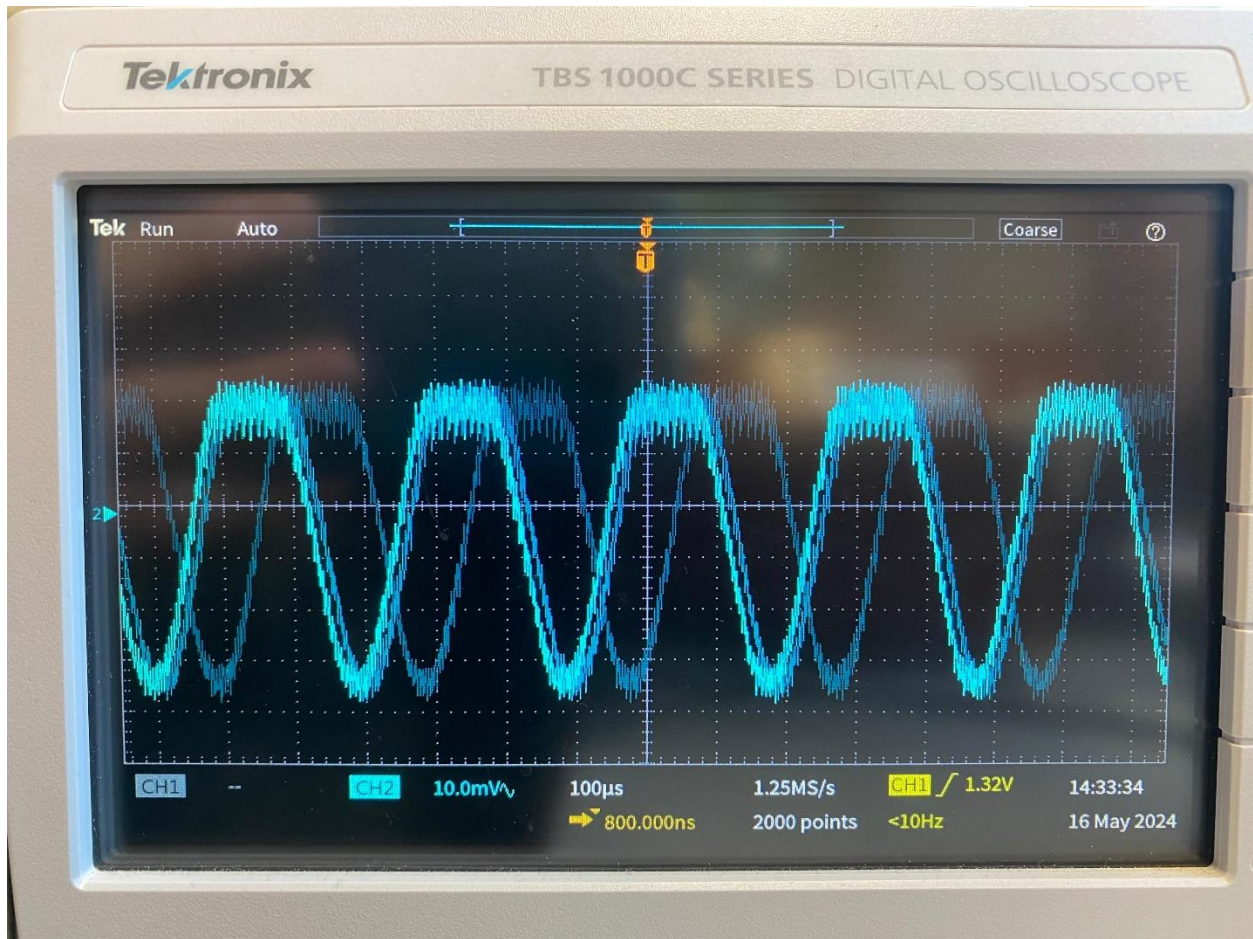 Tektronix TBS 1000C SERIES DIGITAL OSCILLOSCOPE
Tek Run Auto T Coarse ?
T
2
CH1 -- CH2 10.0mV 100µs 1.25MS/s CH1 1.32V 14:33:34
800.000ns 2000 points <10Hz 16 May 2024